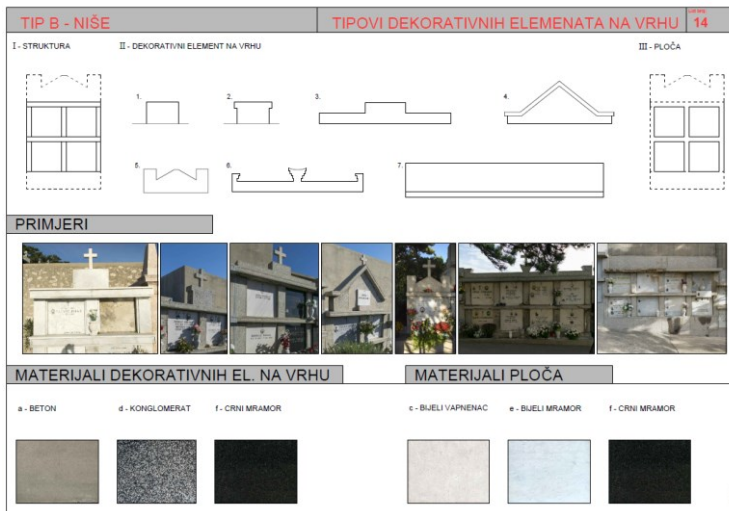 TIP B - NIŠE
TIPOVI DEKORATIVNIH ELEMENATA NA VRHU
14
I - STRUKTURA
II - DEKORATIVNI ELEMENT NA VRHU
III - PLOČA
1.
2.
3.
4.
5.
6.
7.
PRIMJERI
MATERIJALI DEKORATIVNIH EL. NA VRHU
MATERIJALI PLOČA
a - BETON
d - KONGLOMERAT
f - CRNI MRAMOR
c - BIJELI VAPNENAC
e - BIJELI MRAMOR
f - CRNI MRAMOR